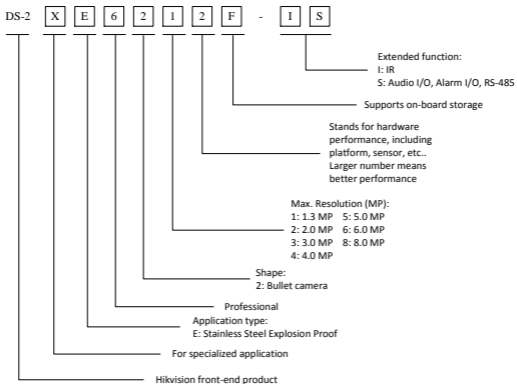 DS-2 X E 6 2 1 2 F - I S
Extended function:
I: IR
S: Audio I/O, Alarm I/O, RS-485
Supports on-board storage
Stands for hardware
performance, including
platform, sensor, etc..
Larger number means
better performance
Max. Resolution (MP):
1: 1.3 MP 5: 5.0 MP
2: 2.0 MP 6: 6.0 MP
3: 3.0 MP 8: 8.0 MP
4: 4.0 MP
Shape:
2: Bullet camera
Professional
Application type:
E: Stainless Steel Explosion Proof
For specialized application
Hikvision front-end product